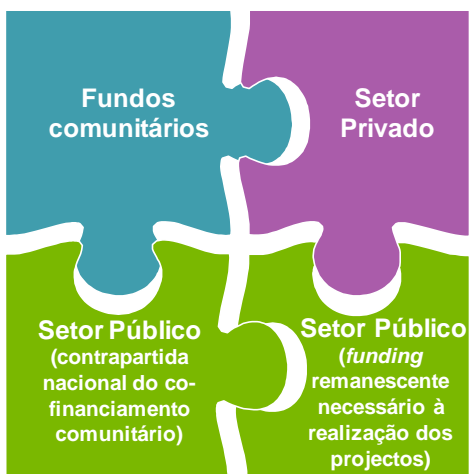 Fundos
comunitários
Setor
Privado
Setor Público
(contrapartida
nacional do co-
financiamento
comunitário)
Setor Público
(funding
remanescente
necessário à
realização dos
projectos)